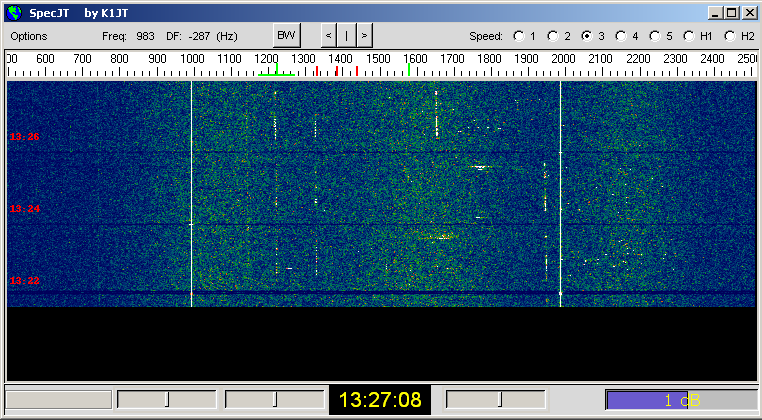 SpecJT by K1JT
Options Freq: 983 DF: -287 (Hz) BW < | > Speed: 1 2 3 4 5 H1 H2
00 600 700 800 900 1000 1100 1200 1300 1400 1500 1600 1700 1800 1900 2000 2100 2200 2300 2400 250
13:26
13:24
13:22
13:27:08
1 dB